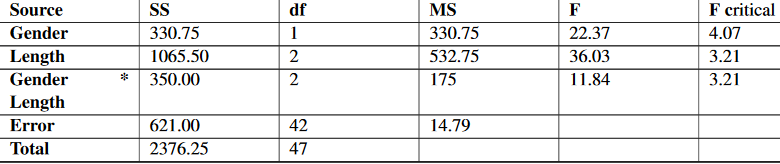 Source SS df MS F F critical
Gender 330.75 1 330.75 22.37 4.07
Length 1065.50 2 532.75 36.03 3.21
Gender * 350.00 2 175 11.84 3.21
Length
Error 621.00 42 14.79
Total 2376.25 47